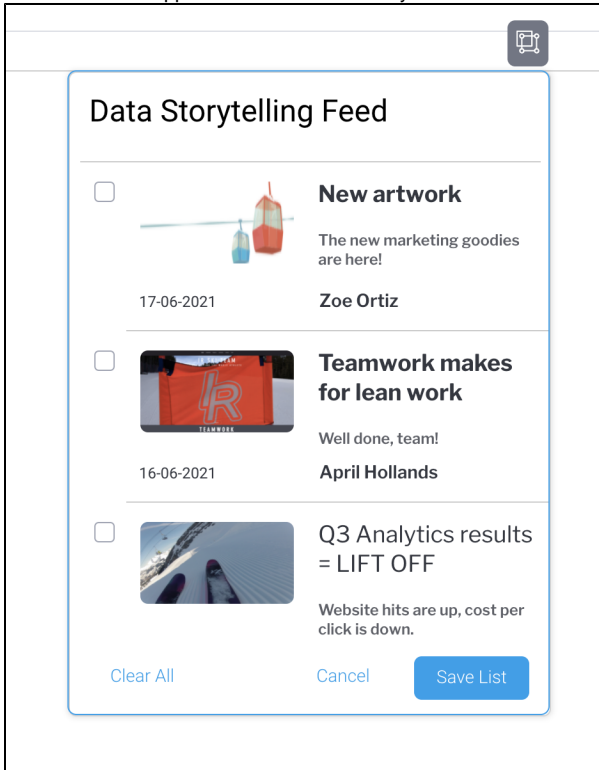 Data Storytelling Feed
New artwork
The new marketing goodies
are here!
17-06-2021
Zoe Ortiz
Teamwork makes
for lean work
TEAMWORK
Well done, team!
16-06-2021
April Hollands
Q3 Analytics results
= LIFT OFF
Website hits are up, cost per
click is down.
Clear All
Cancel
Save List